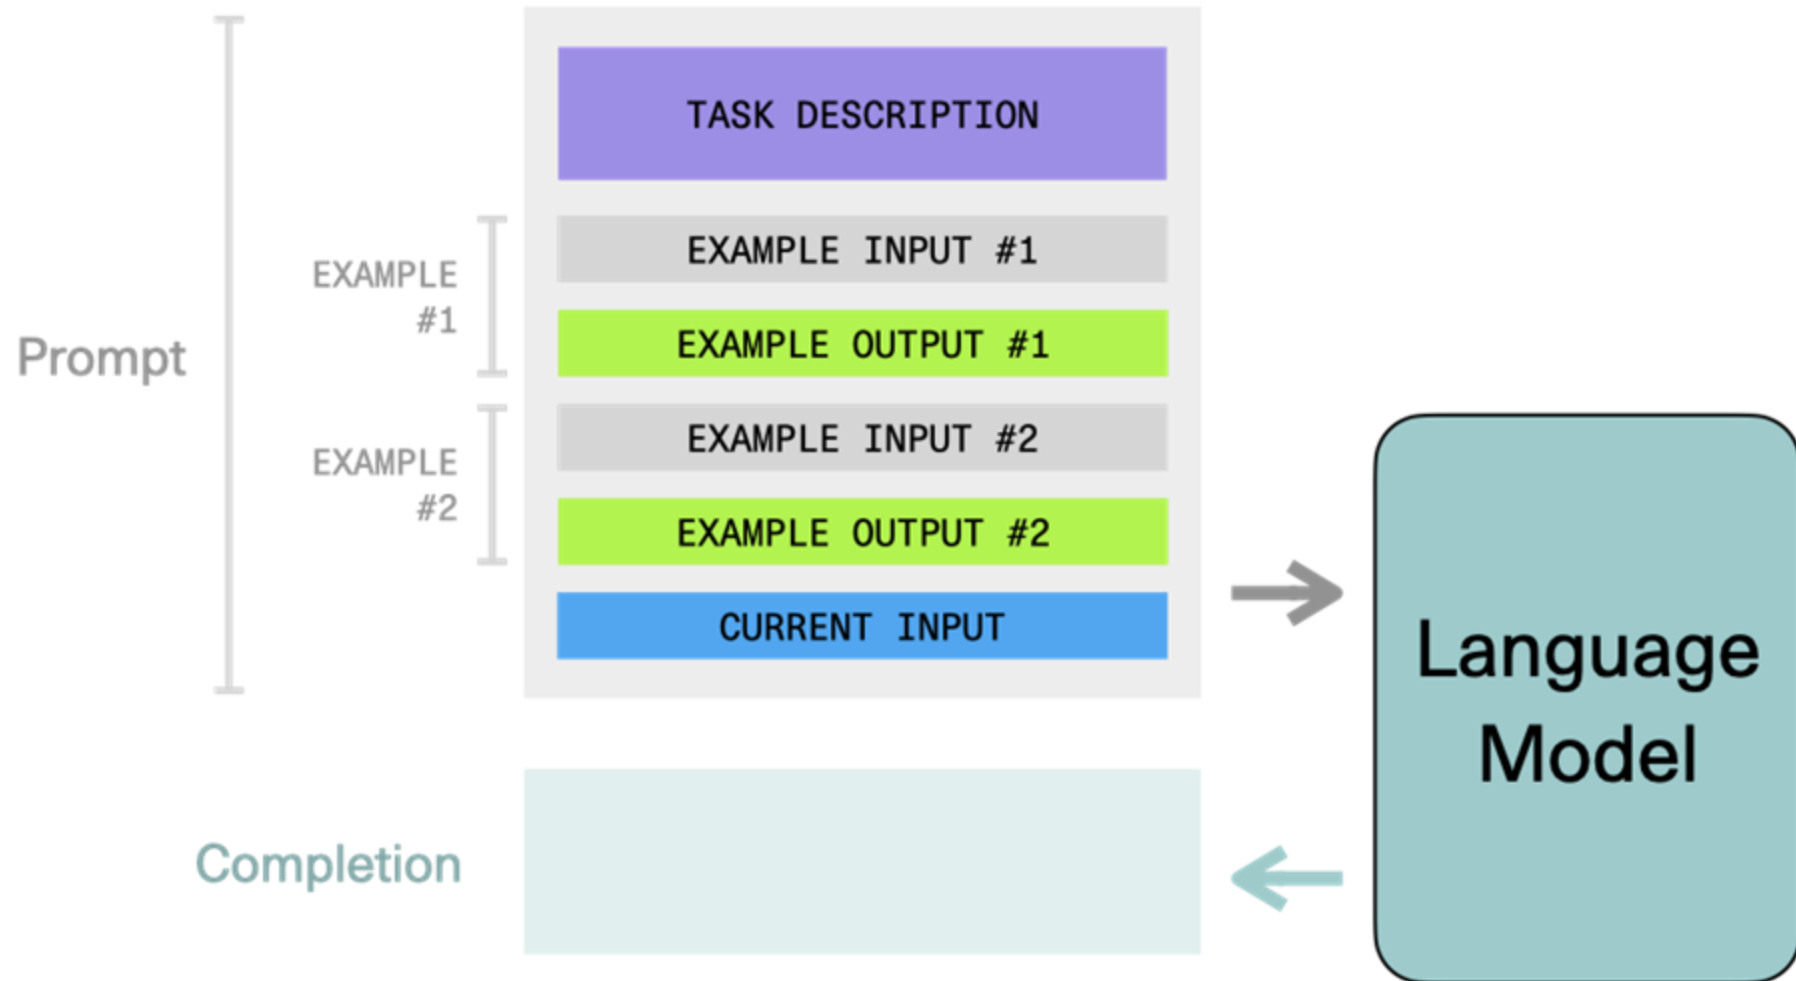 TASK DESCRIPTION
EXAMPLE
#1
EXAMPLE INPUT #1
EXAMPLE OUTPUT #1
Prompt
EXAMPLE
#2
EXAMPLE INPUT #2
EXAMPLE OUTPUT #2
CURRENT INPUT
Language
Model
Completion